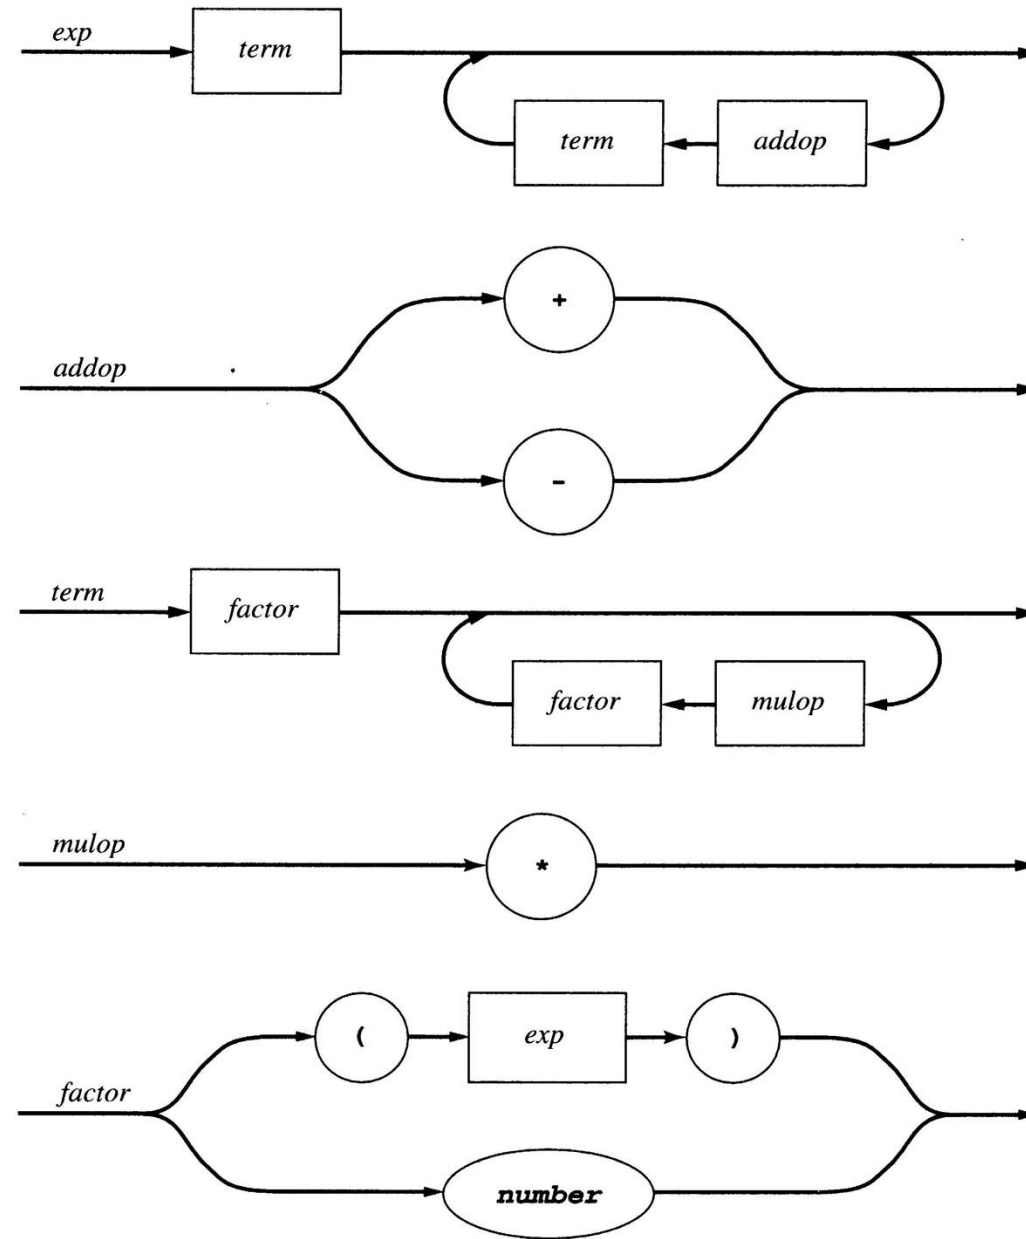 exp
term
term addop
+
addop
-
term
factor
factor mulop
mulop
*
( exp )
factor
number